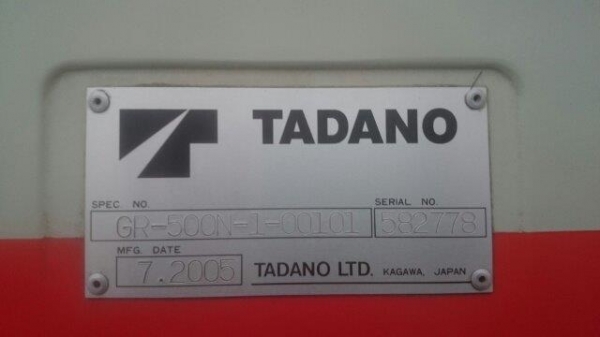 TADANO
SPEC. NO. SERIAL NO.
GR-500N-1-00101 582778
MFG. DATE
7.2005 TADANO LTD. KAGAWA, JAPAN